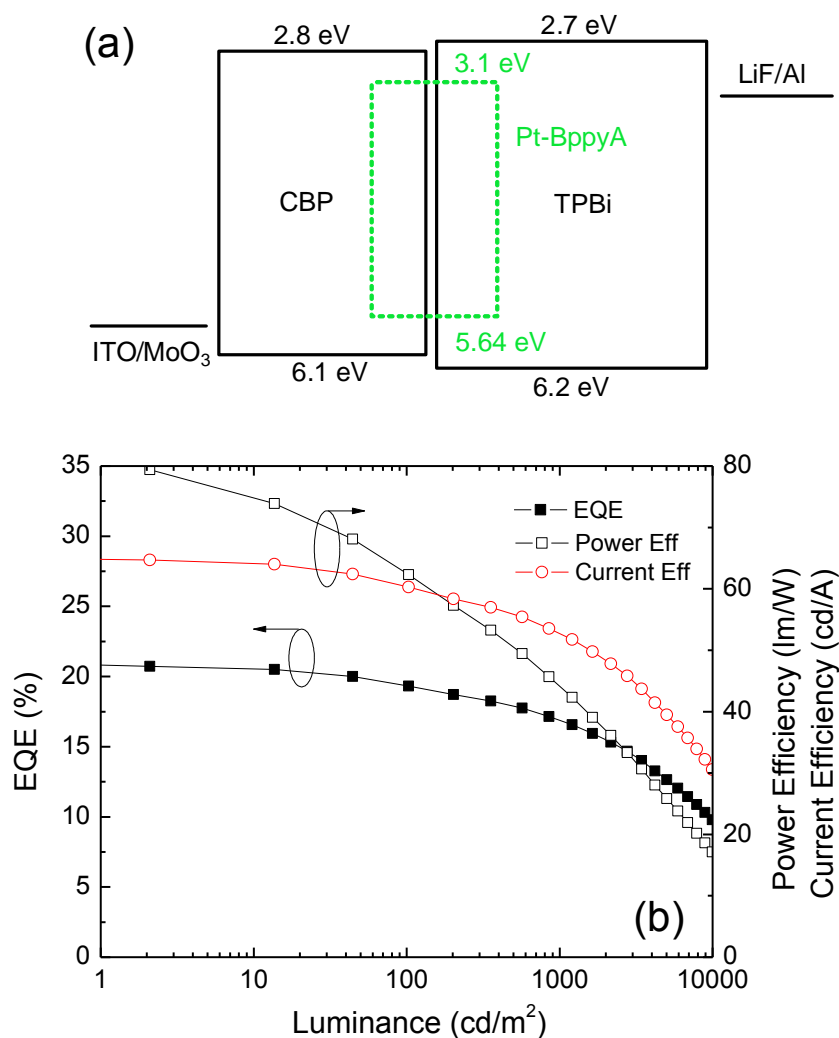 (a)
2.8 eV
2.7 eV
3.1 eV
LiF/Al
Pt-BppyA
CBP
TPBi
ITO/MoO₃
5.64 eV
6.1 eV
6.2 eV
35
30
25
20
15
10
5
0
EQE (%)
EQE
Power Eff
Current Eff
(b)
80
60
40
20
0
Power Efficiency (lm/W)
Current Efficiency (cd/A)
1
10
100
1000
10000
Luminance (cd/m²)